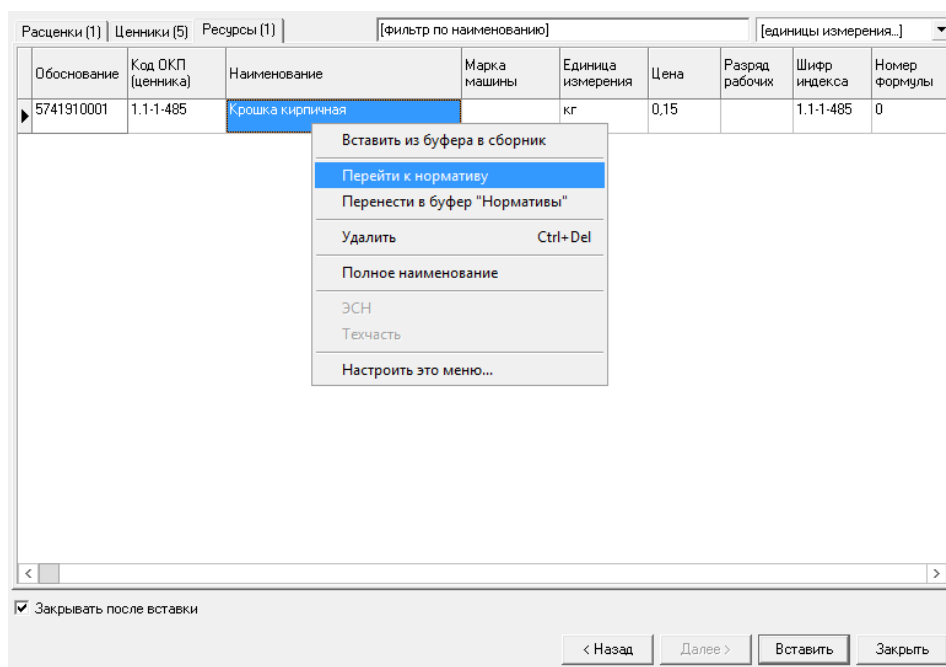 Расценки (1) Ценники (5) Ресурсы (1) [фильтр по наименованию] [единицы измерения...]
Обоснование Код ОКП (ценника) Наименование Марка машины Единица измерения Цена Разряд рабочих Шифр индекса Номер формулы
5741910001 1.1-1-485 Крошка кирпичная кг 0,15 1.1-1-485 0
Вставить из буфера в сборник
Перейти к нормативу
Перенести в буфер "Нормативы"
Удалить Ctrl+Del
Полное наименование
ЭСН
Техчасть
Настроить это меню...
Закрывать после вставки
< Назад Далее > Вставить Закрыть